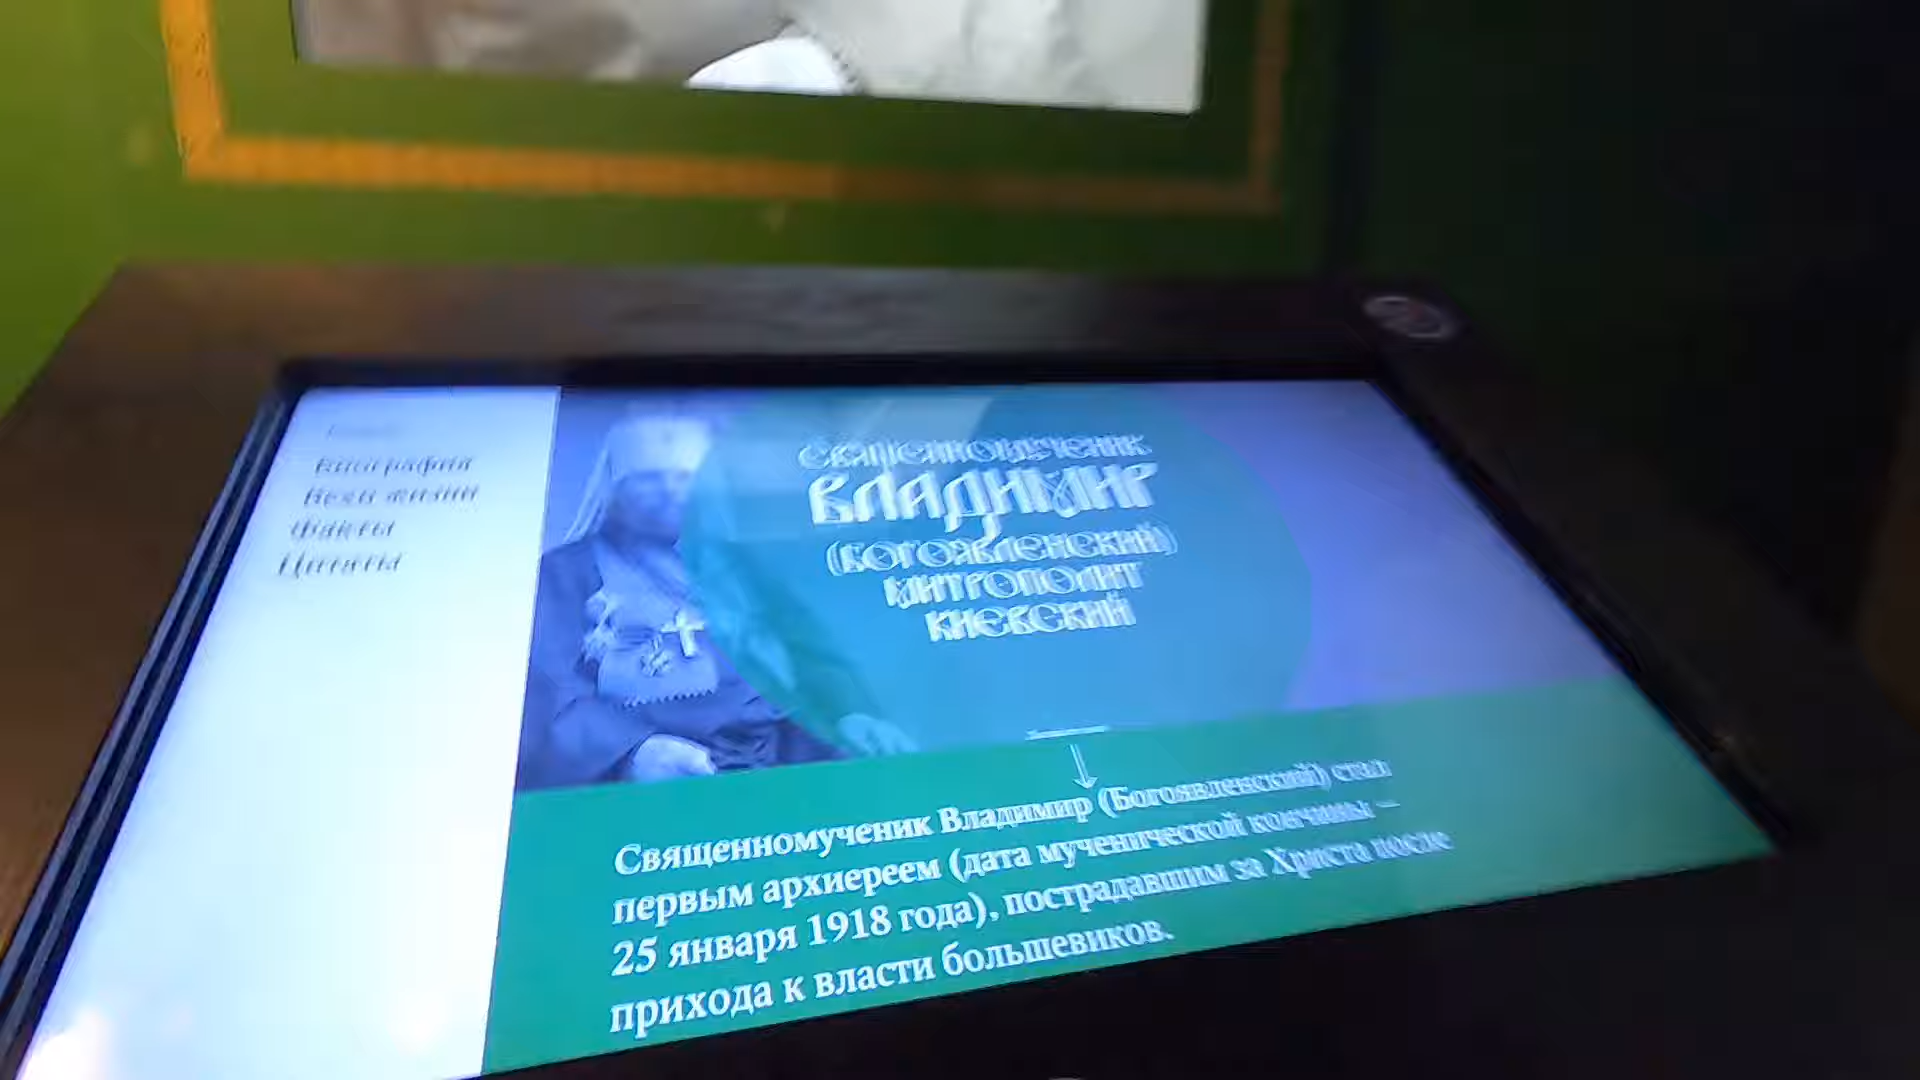 Биография
Вехи жизни
Факты
Цитаты
СВЯЩЕННОМУЧЕНИК
ВЛАДИМИР
(БОГОЯВЛЕНСКИЙ)
МИТРОПОЛИТ
КИЕВСКИЙ
Священномученик Владимир (Богоявленский) стал
первым архиереем (дата мученической кончины –
25 января 1918 года), пострадавшим за Христа после
прихода к власти большевиков.